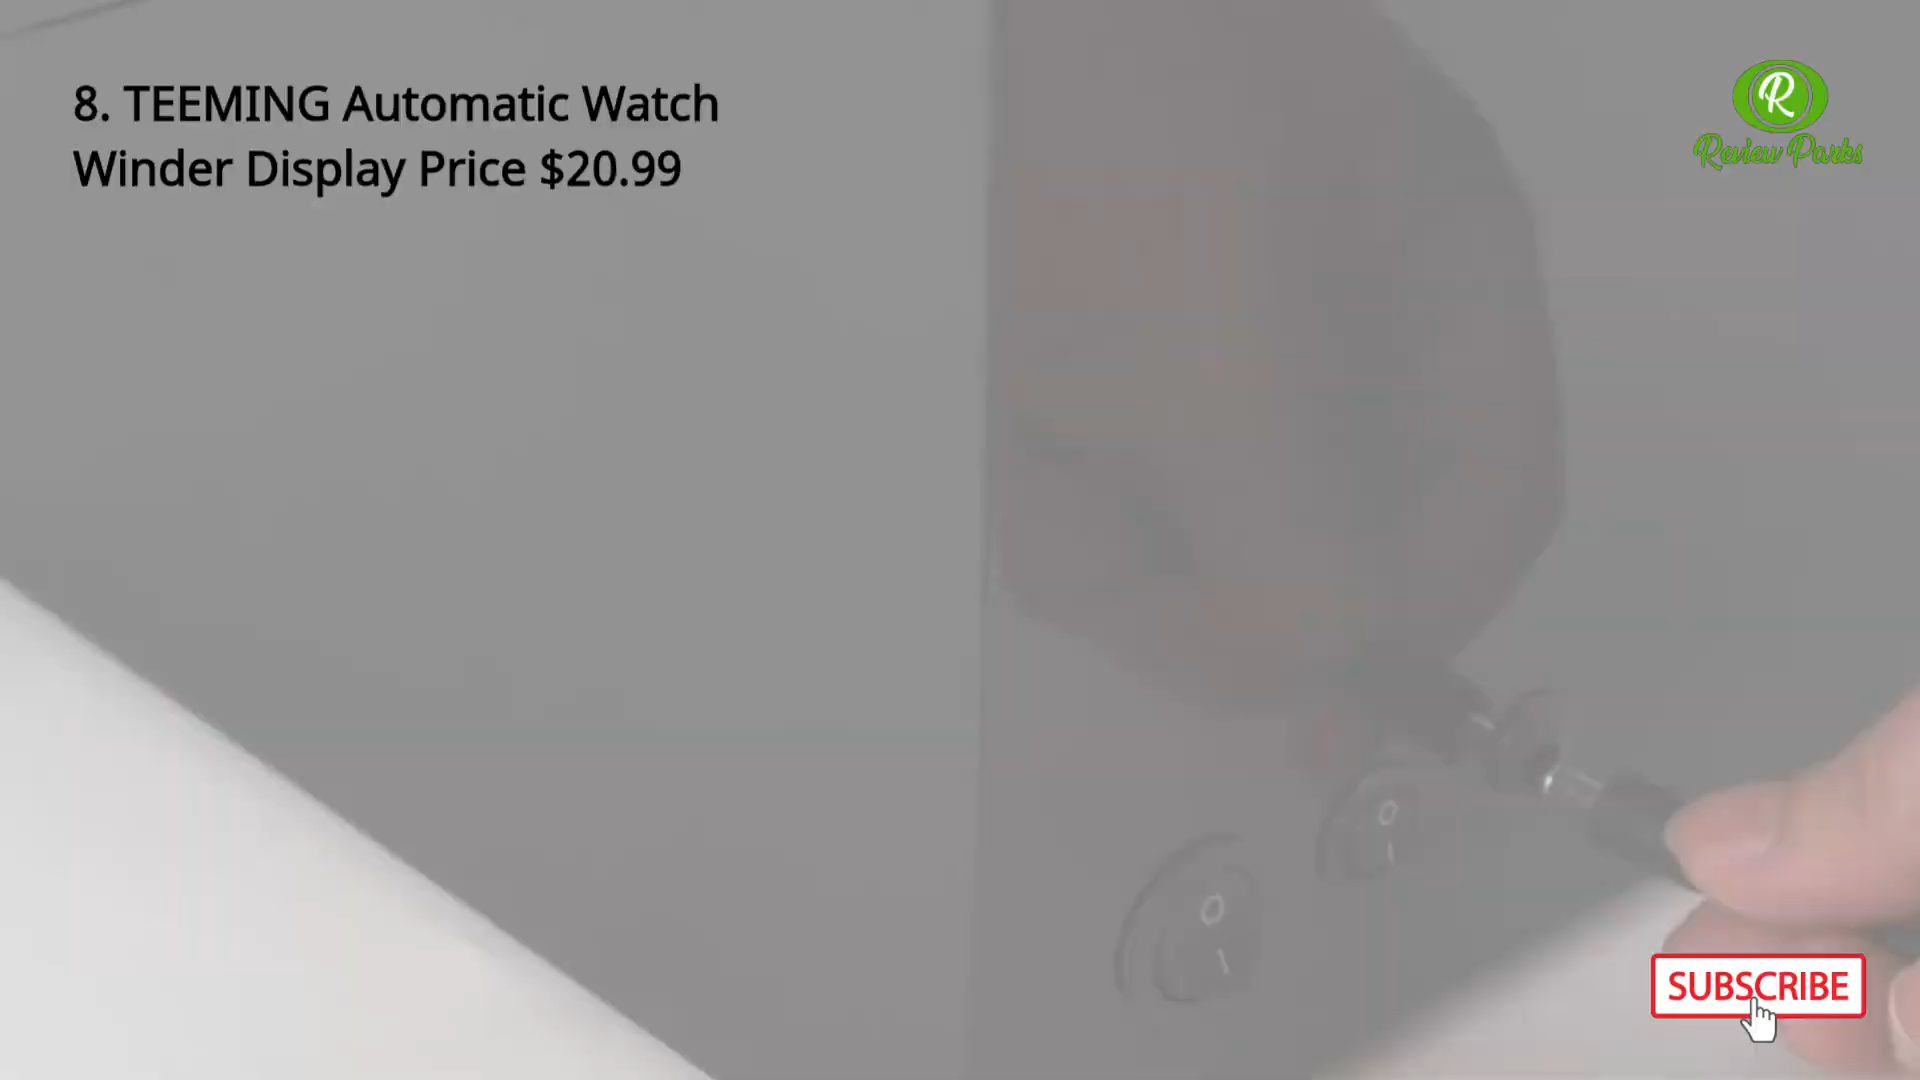 8. TEEMING Automatic Watch
Winder Display Price $20.99
R
Review Parks
SUBSCRIBE